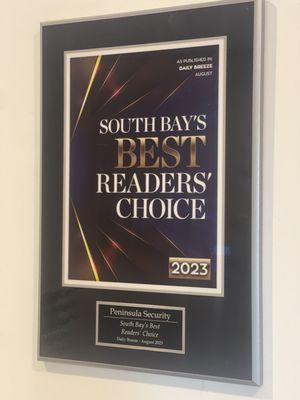 AS PUBLISHED IN
DAILY BREEZE
AUGUST
SOUTH BAY'S
BEST
READERS'
CHOICE
2023
Peninsula Security
South Bay's Best
Readers' Choice
Daily Breeze - August 2023